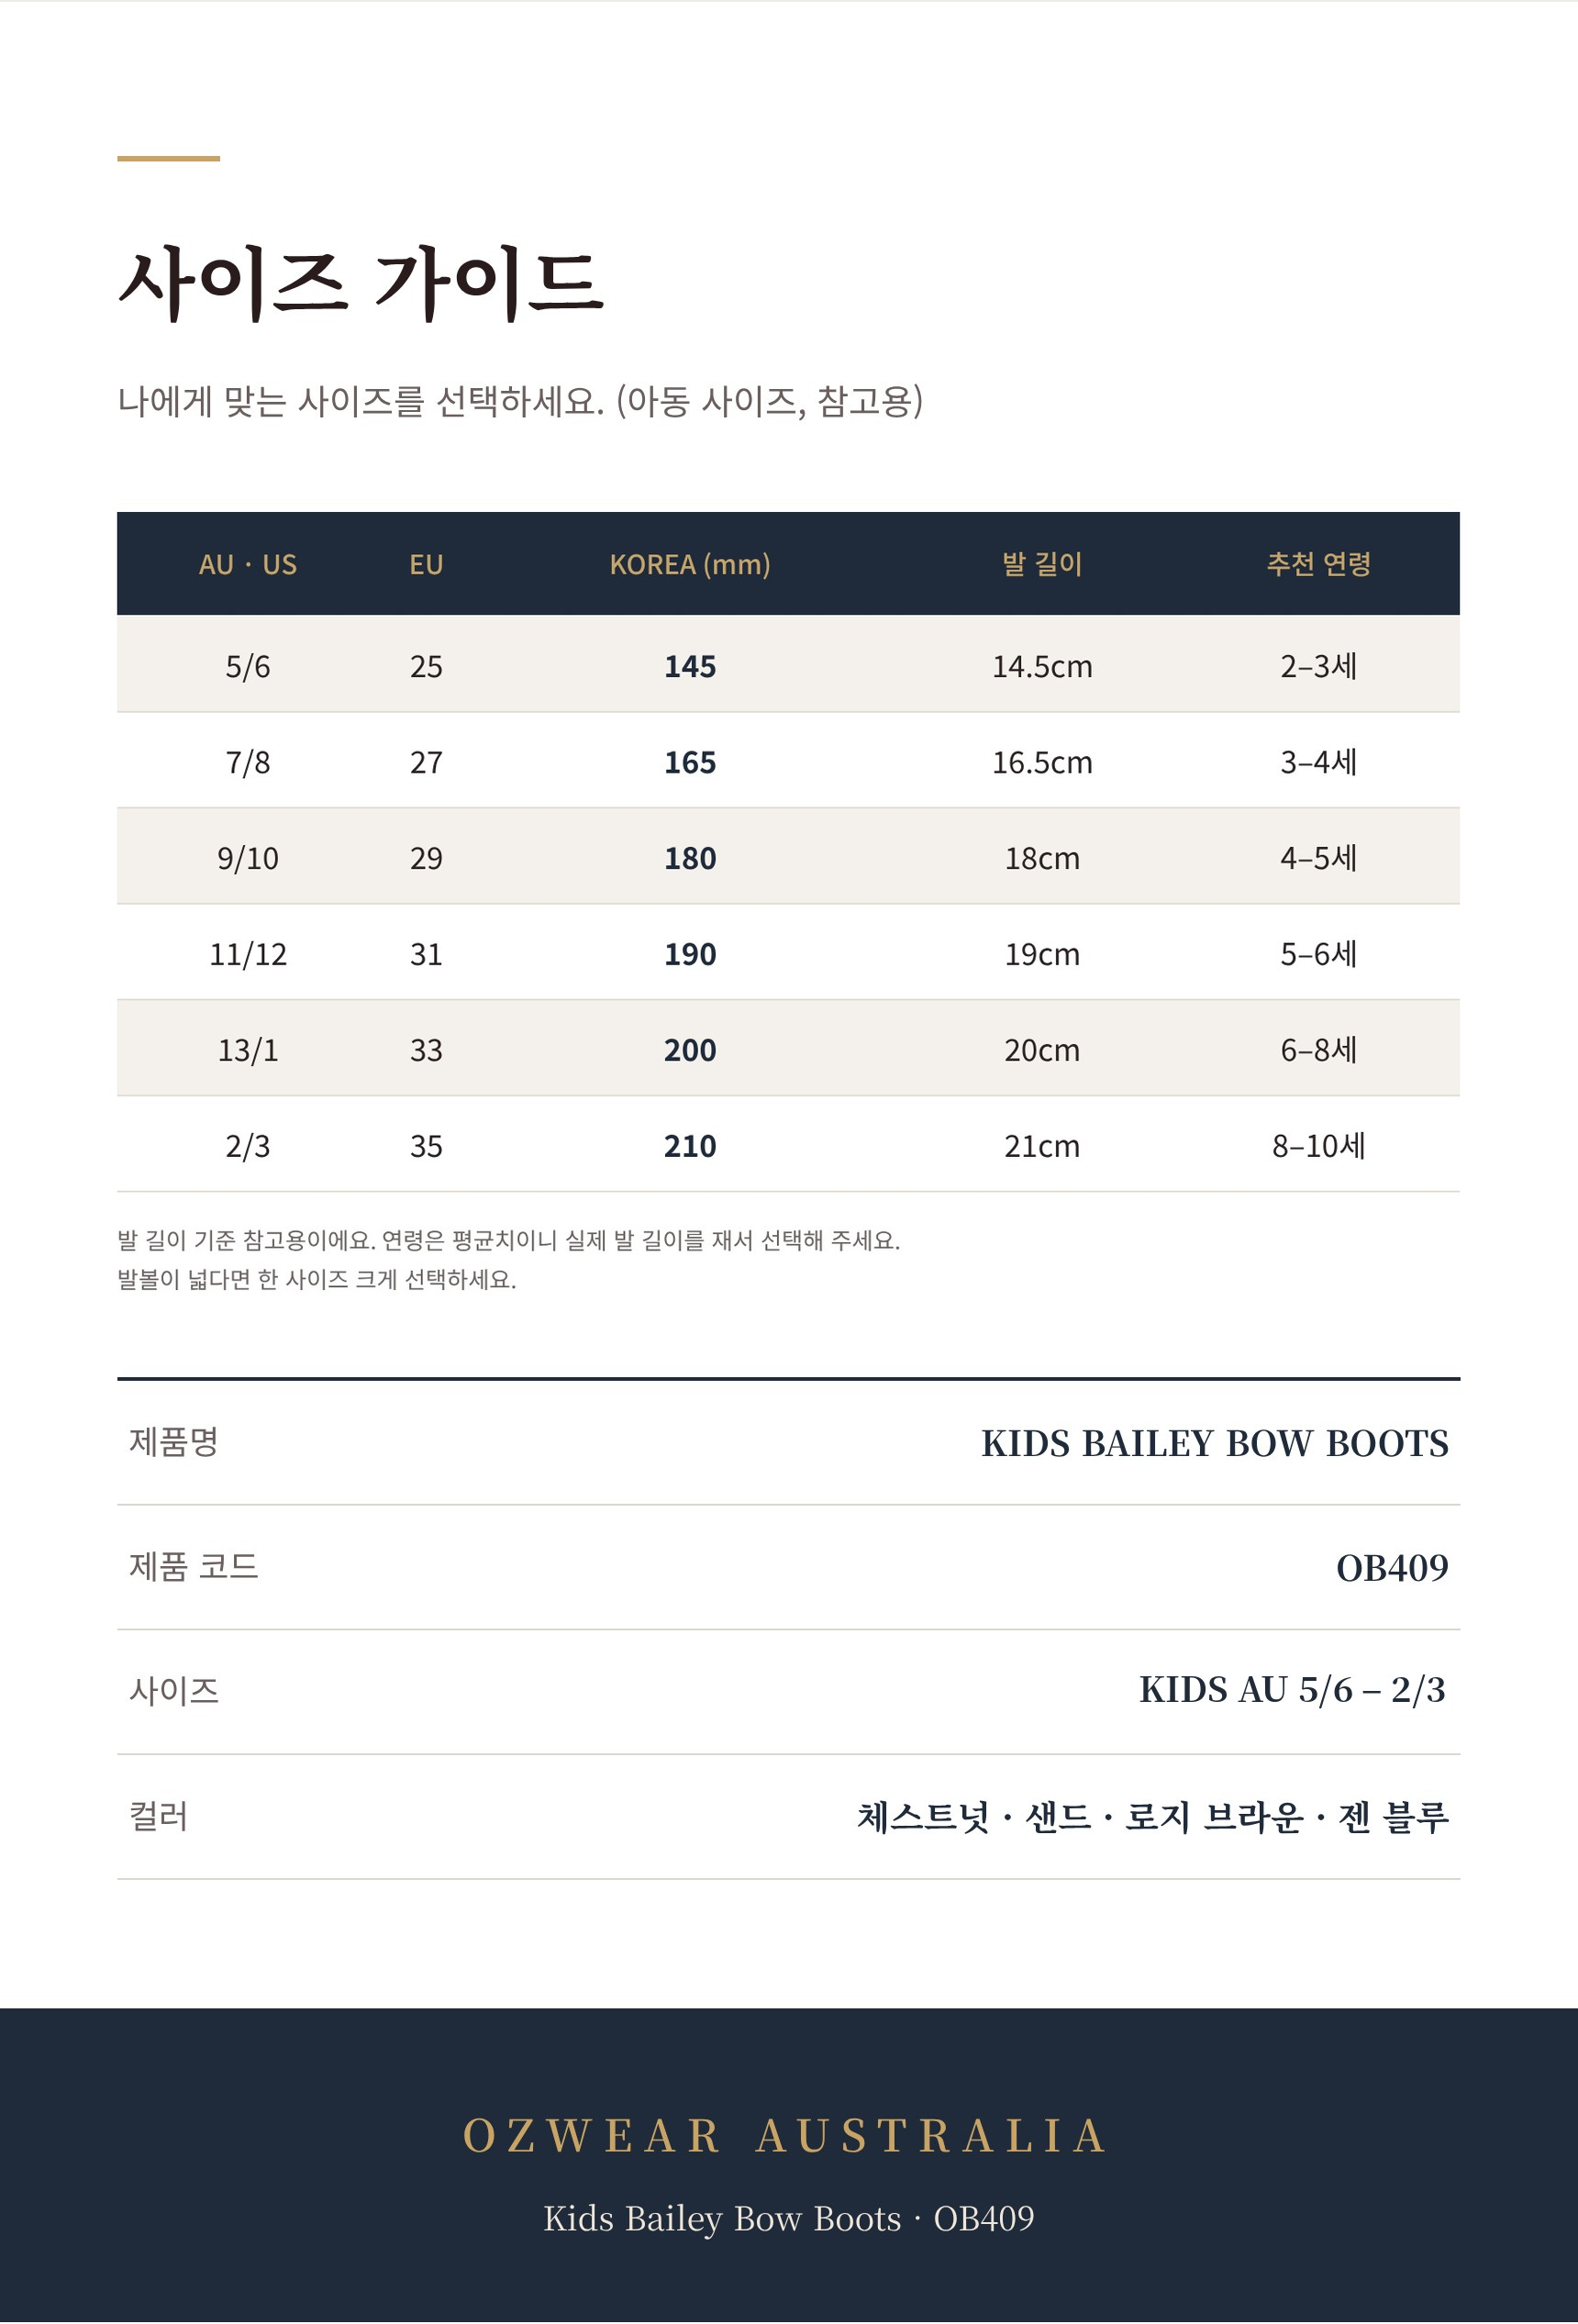 사이즈 가이드
나에게 맞는 사이즈를 선택하세요. (아동 사이즈, 참고용)
AU · US EU KOREA (mm) 발 길이 추천 연령
5/6 25 145 14.5cm 2–3세
7/8 27 165 16.5cm 3–4세
9/10 29 180 18cm 4–5세
11/12 31 190 19cm 5–6세
13/1 33 200 20cm 6–8세
2/3 35 210 21cm 8–10세
발 길이 기준 참고용이에요. 연령은 평균치이니 실제 발 길이를 재서 선택해 주세요.
발볼이 넓다면 한 사이즈 크게 선택하세요.
제품명 KIDS BAILEY BOW BOOTS
제품 코드 OB409
사이즈 KIDS AU 5/6 – 2/3
컬러 체스트넛 · 샌드 · 로지 브라운 · 젠 블루
OZWEAR AUSTRALIA
Kids Bailey Bow Boots · OB409